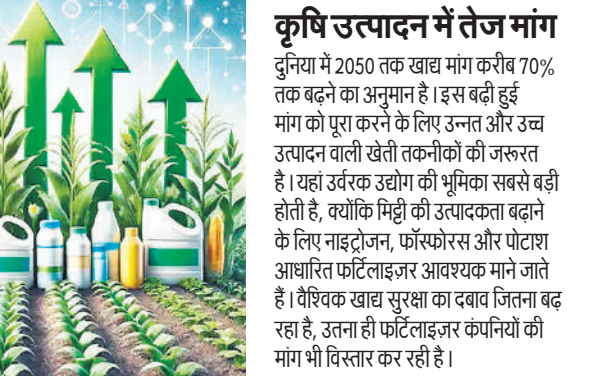 कृषि उत्पादन में तेज मांग
दुनिया में 2050 तक खाद्य मांग करीब 70%
तक बढ़ने का अनुमान है। इस बढ़ी हुई
मांग को पूरा करने के लिए उन्नत और उच्च
उत्पादन वाली खेती तकनीकों की जरूरत
है। यहां उर्वरक उद्योग की भूमिका सबसे बड़ी
होती है, क्योंकि मिट्टी की उत्पादकता बढ़ाने
के लिए नाइट्रोजन, फॉस्फोरस और पोटाश
आधारित फर्टिलाइज़र आवश्यक माने जाते
हैं। वैश्विक खाद्य सुरक्षा का दबाव जितना बढ़
रहा है, उतना ही फर्टिलाइज़र कंपनियों की
मांग भी विस्तार कर रही है।